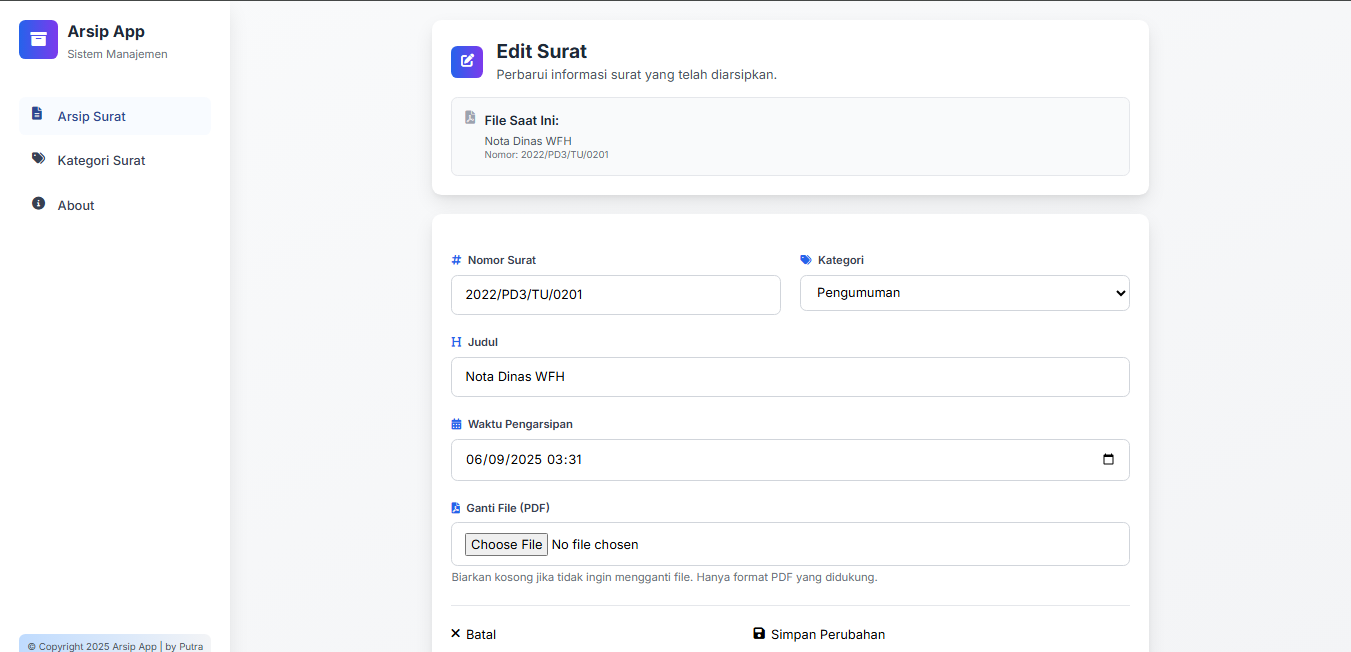 Arsip App
Sistem Manajemen
Arsip Surat
Kategori Surat
About
© Copyright 2025 Arsip App | by Putra
Edit Surat
Perbarui informasi surat yang telah diarsipkan.
File Saat Ini:
Nota Dinas WFH
Nomor: 2022/PD3/TU/0201
# Nomor Surat
2022/PD3/TU/0201
Kategori
Pengumuman
H Judul
Nota Dinas WFH
Waktu Pengarsipan
06/09/2025 03:31
Ganti File (PDF)
Choose File No file chosen
Biarkan kosong jika tidak ingin mengganti file. Hanya format PDF yang didukung.
Batal
Simpan Perubahan